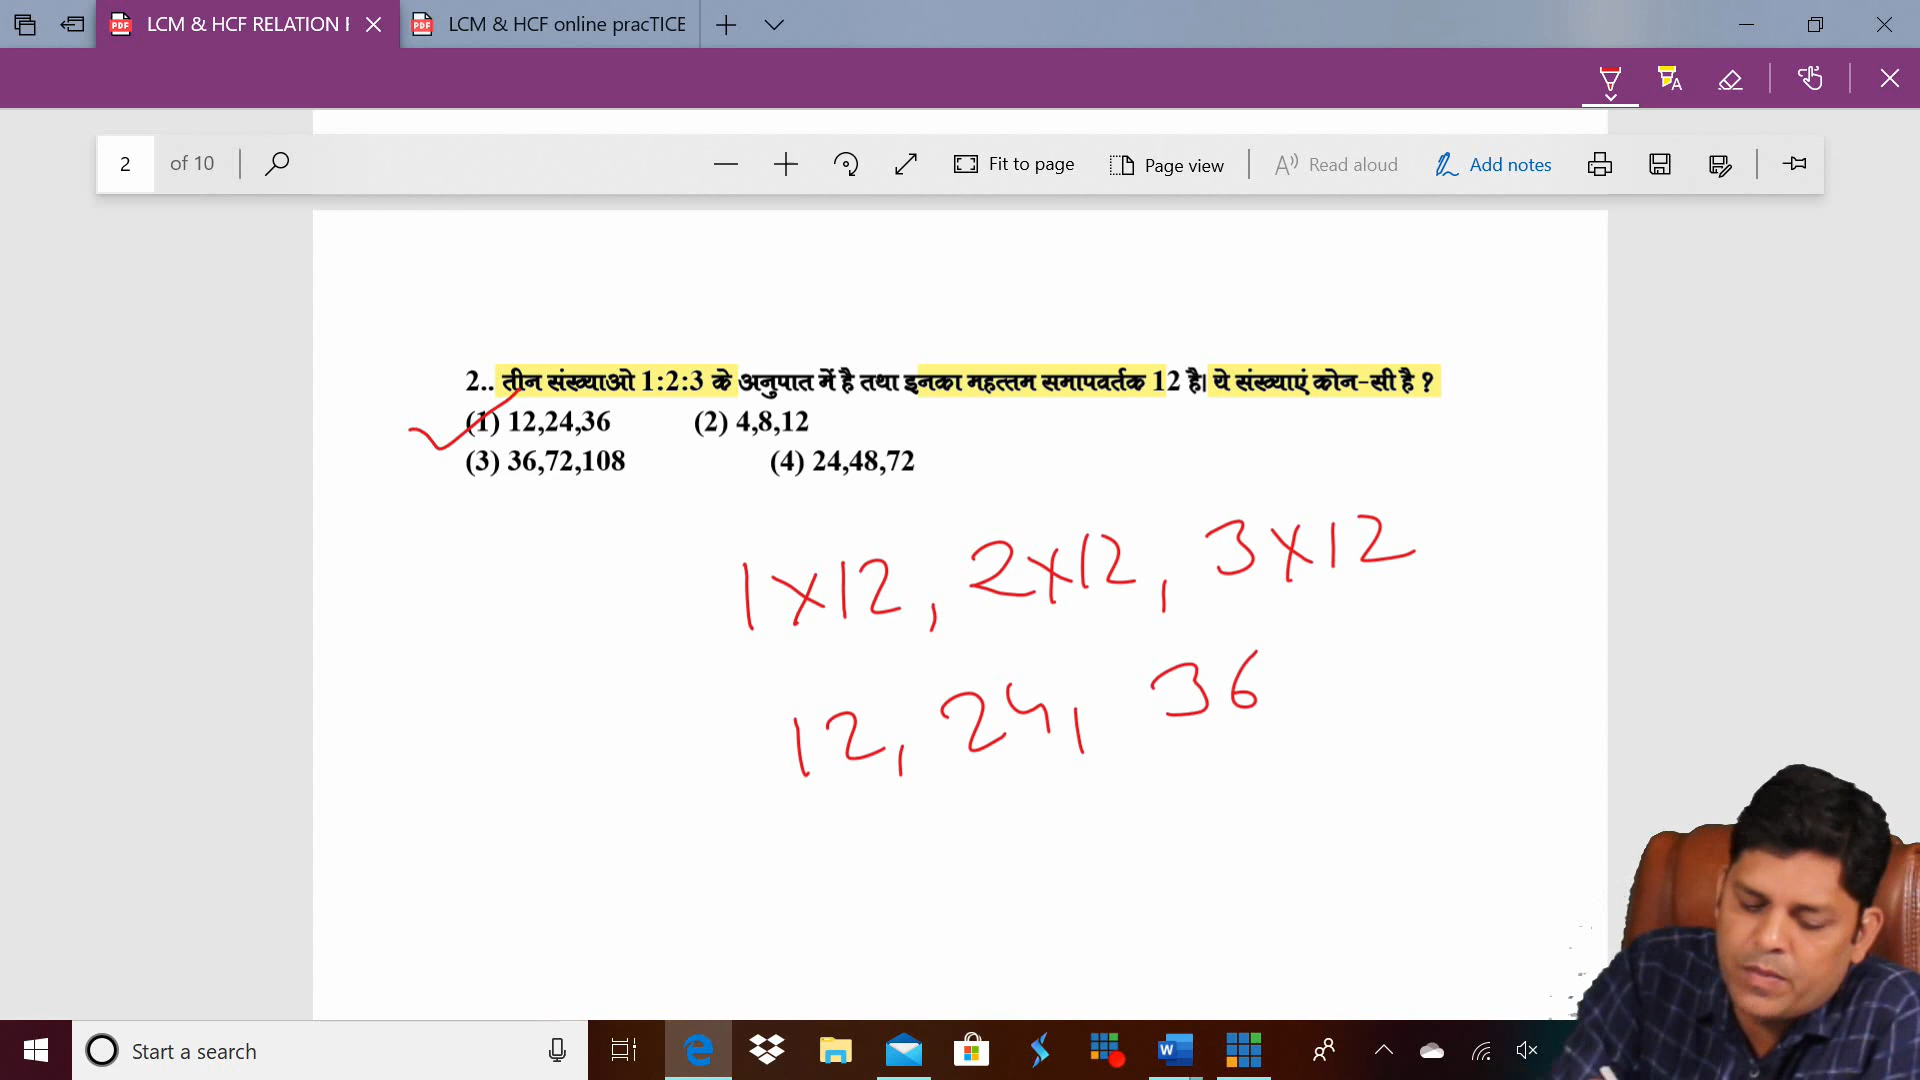 LCM & HCF RELATION F
LCM & HCF online pracTICE
2 of 10
Fit to page
Page view
Read aloud
Add notes
2.. तीन संख्याओ 1:2:3 के अनुपात में है तथा इनका महत्तम समापवर्तक 12 है। थे संख्याएं कोन-सी है ?
(1) 12,24,36 (2) 4,8,12
(3) 36,72,108 (4) 24,48,72
1×12, 2×12, 3×12
12, 24, 36
Start a search